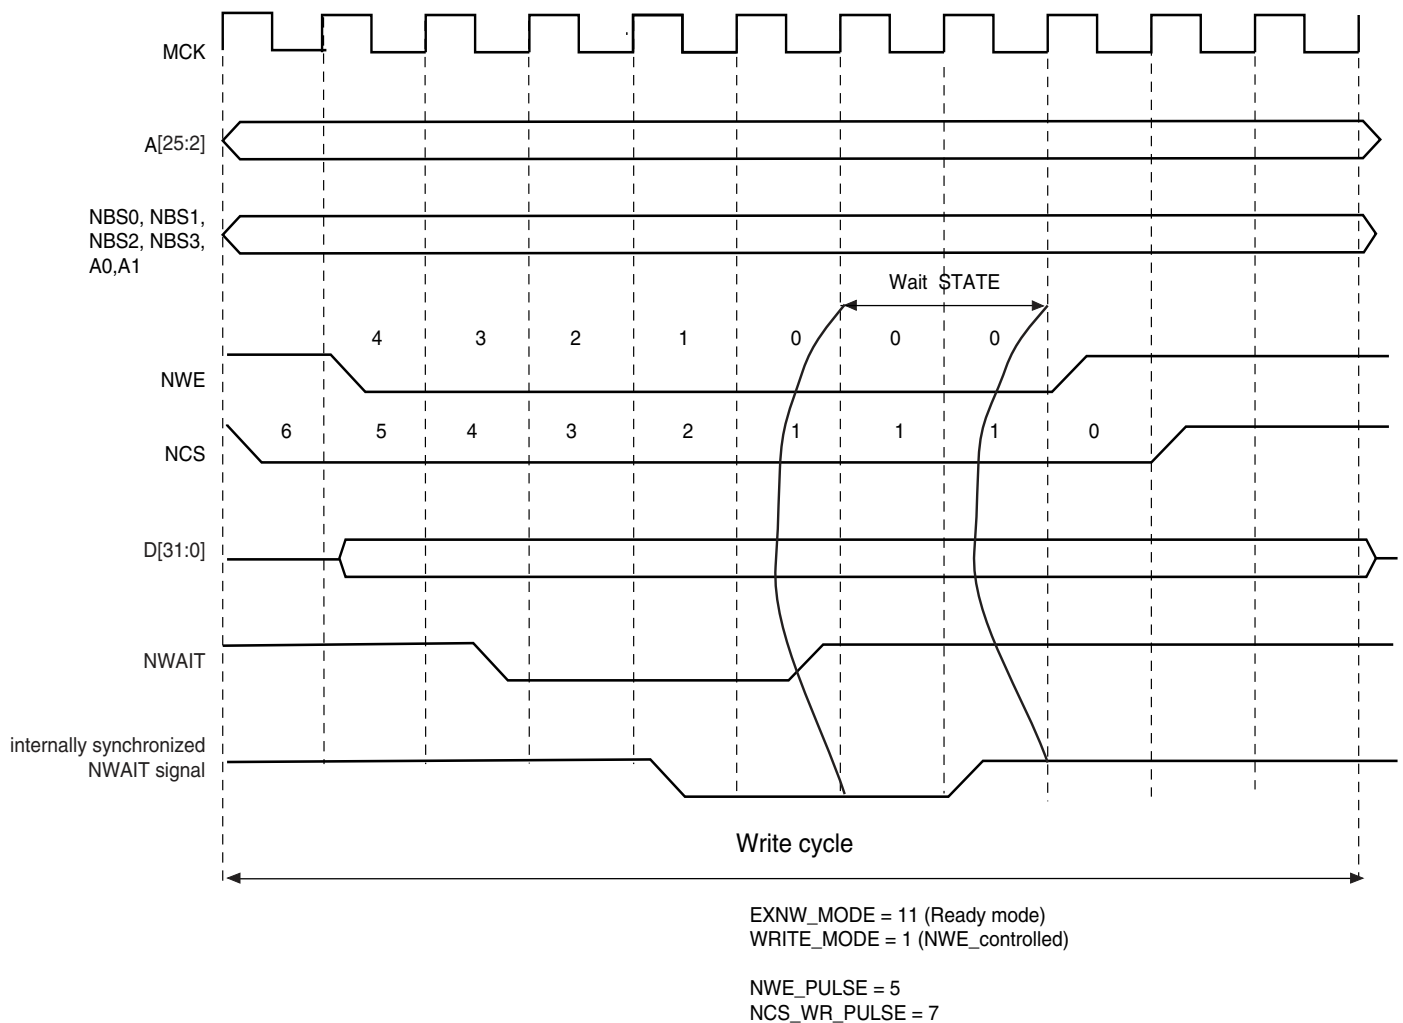 MCK
A[25:2]
NBS0, NBS1,
NBS2, NBS3,
A0,A1
Wait STATE
4 3 2 1 0 0 0
NWE
6 5 4 3 2 1 1 1 0
NCS
D[31:0]
NWAIT
internally synchronized
NWAIT signal
Write cycle
EXNW_MODE = 11 (Ready mode)
WRITE_MODE = 1 (NWE_controlled)
NWE_PULSE = 5
NCS_WR_PULSE = 7